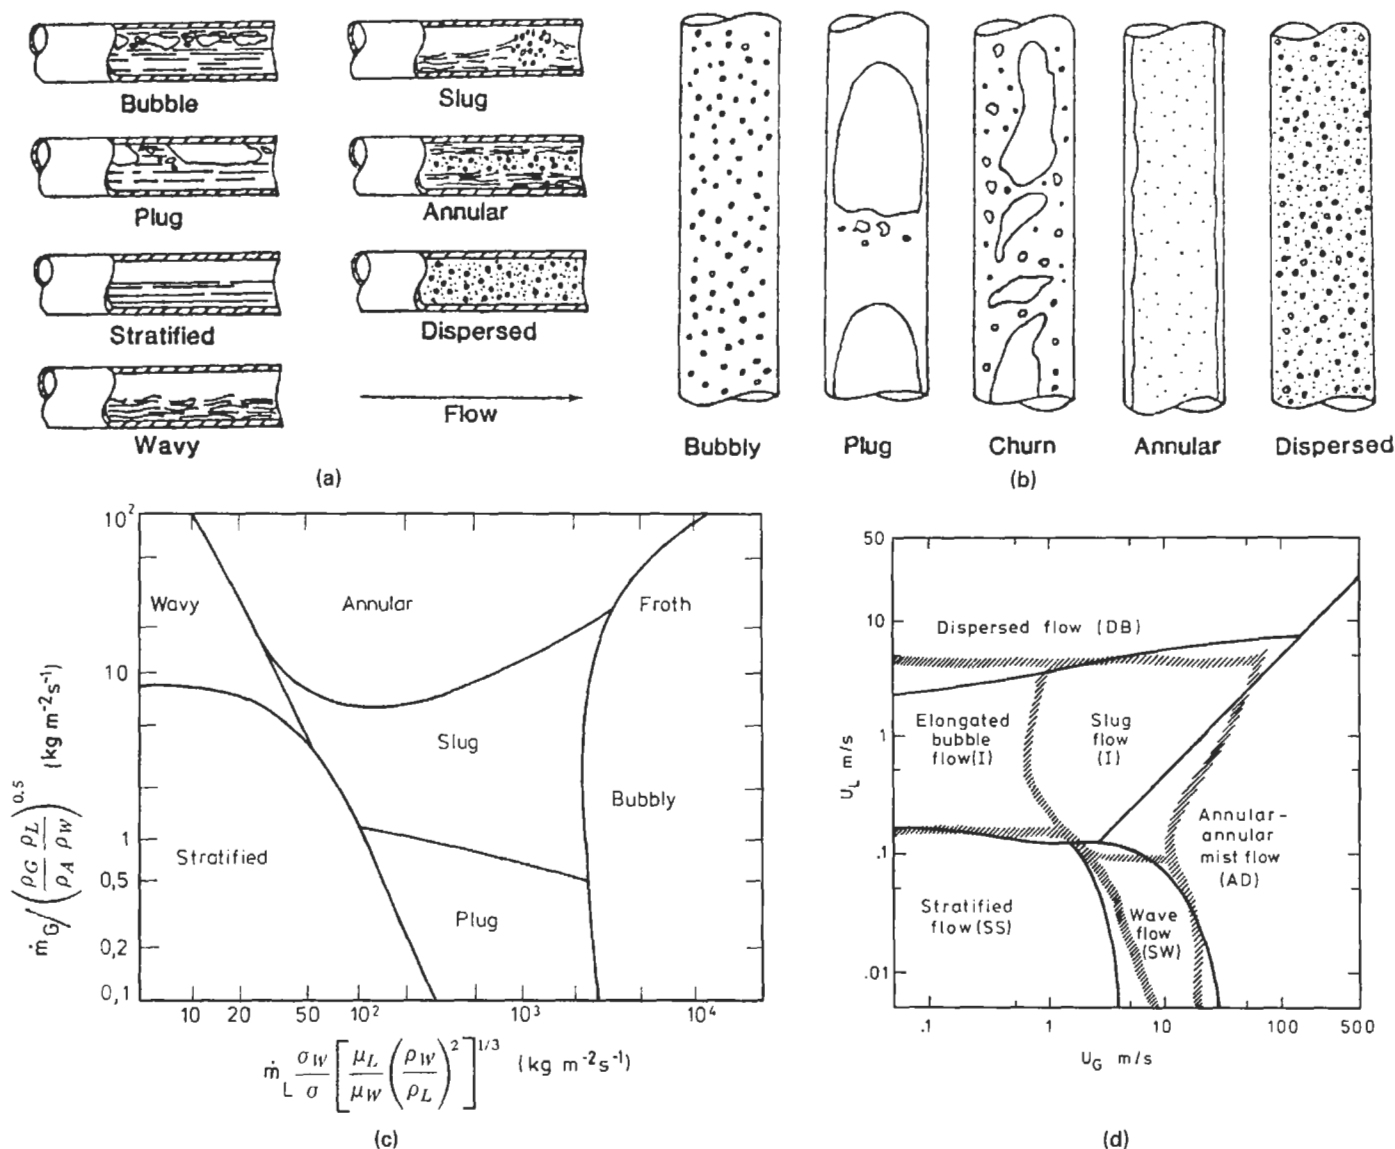 Bubble
Slug
Plug
Annular
Stratified
Dispersed
Wavy
Flow
(a)
Bubbly
Plug
Churn
Annular
Dispersed
(b)
10²
10
1
0,5
0,2
0,1
ṁ_G/(ρ_G/ρ_A ρ_L/ρ_W)^0.5 (kg m⁻²s⁻¹)
Wavy
Annular
Froth
Slug
Bubbly
Stratified
Plug
10 20 50 10² 10³ 10⁴
ṁ_L σ_W/σ [μ_L/μ_W (ρ_W/ρ_L)²]^1/3 (kg m⁻²s⁻¹)
(c)
50
10
1
.1
.01
U_L m/s
Dispersed flow (DB)
Elongated
bubble
flow(I)
Slug
flow
(I)
Annular-
annular
mist flow
(AD)
Stratified
flow(SS)
Wave
flow
(SW)
.1 1 10 100 500
U_G m/s
(d)